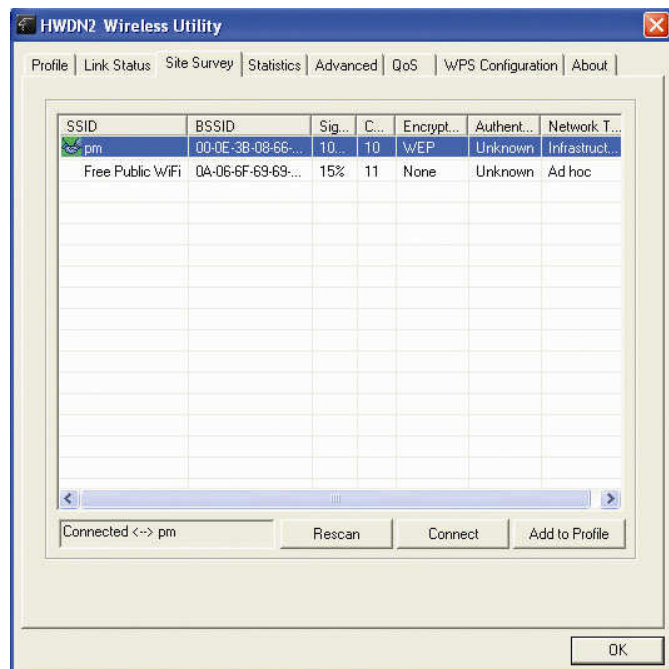 HWDN2 Wireless Utility
Profile Link Status Site Survey Statistics Advanced QoS WPS Configuration About
SSID BSSID Sig... C... Encrypt... Authent... Network T...
pm 00-0E-3B-08-66-... 10... 10 WEP Unknown Infrastruct...
Free Public WiFi 0A-06-6F-69-69-... 15% 11 None Unknown Ad hoc
Connected <--> pm Rescan Connect Add to Profile
OK